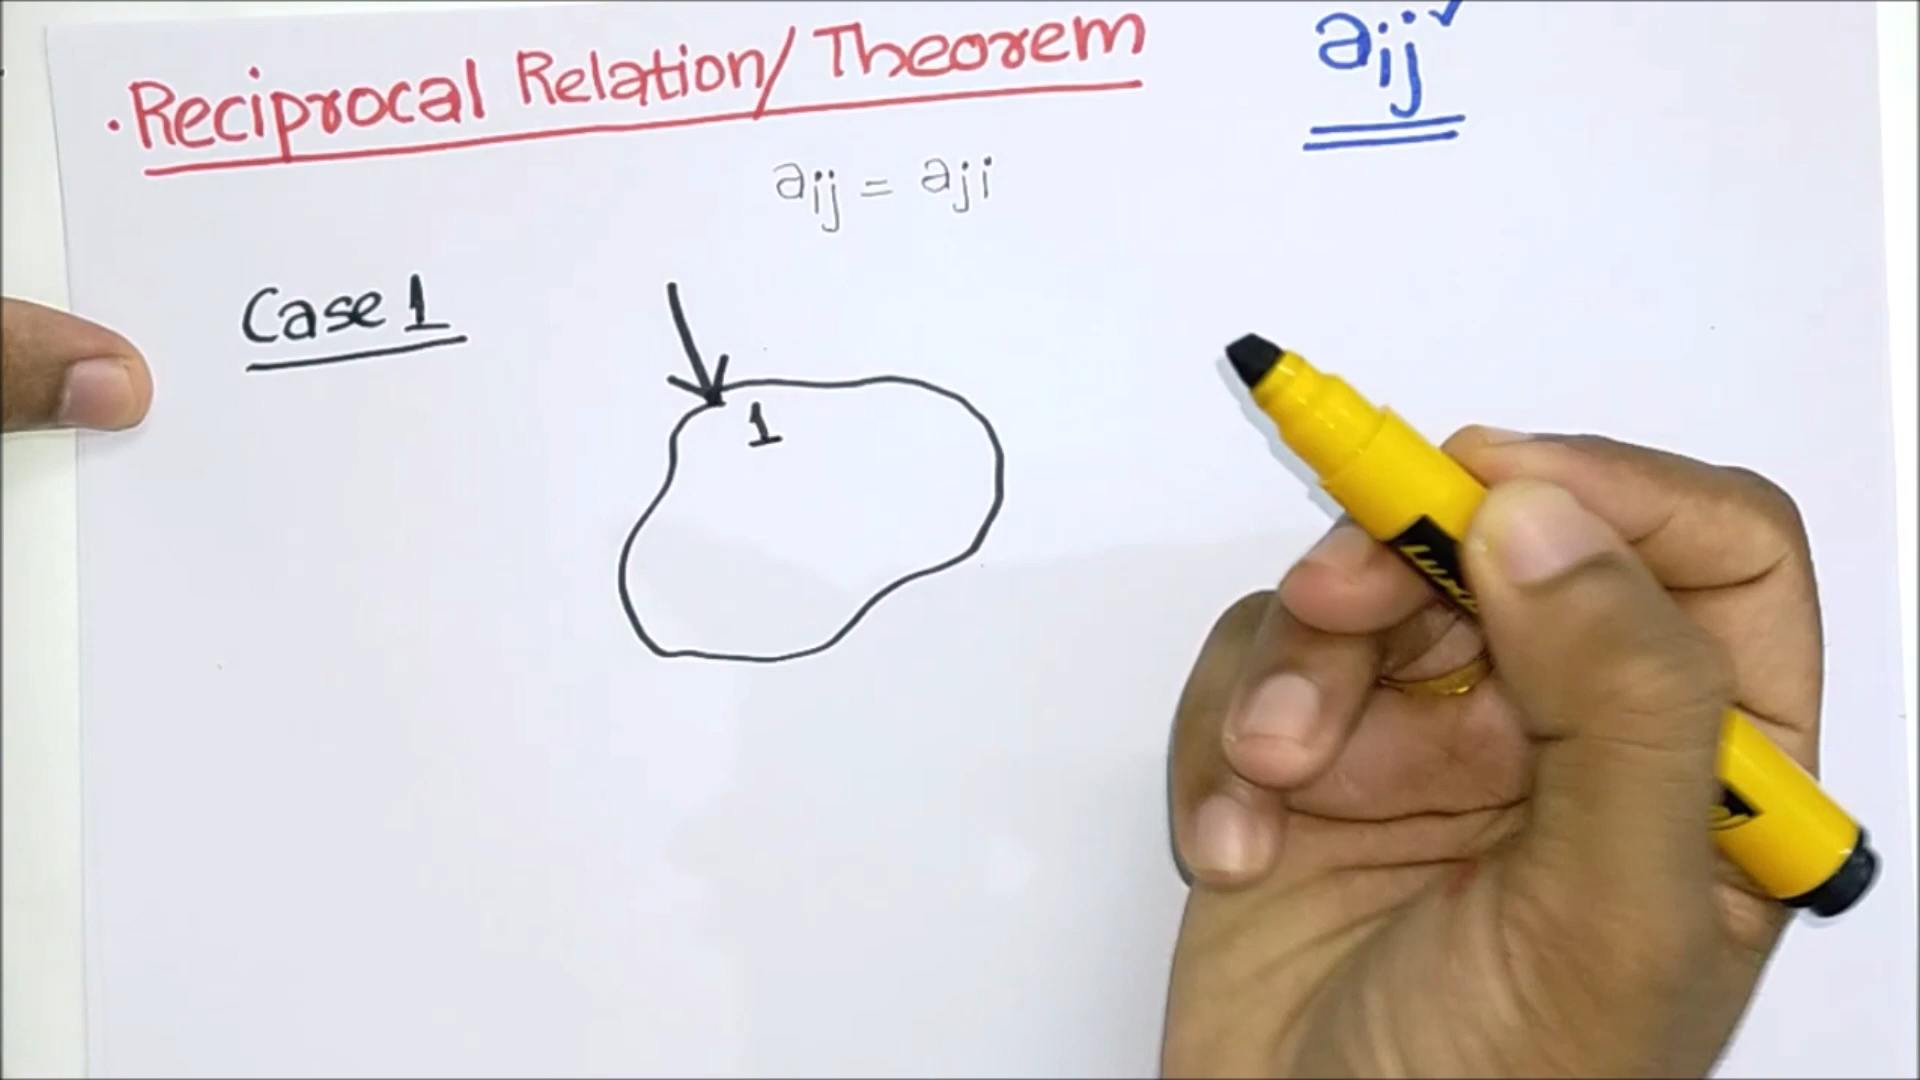 . Reciprocal Relation/Theorem
aij ✓
aij = aji
Case 1
1